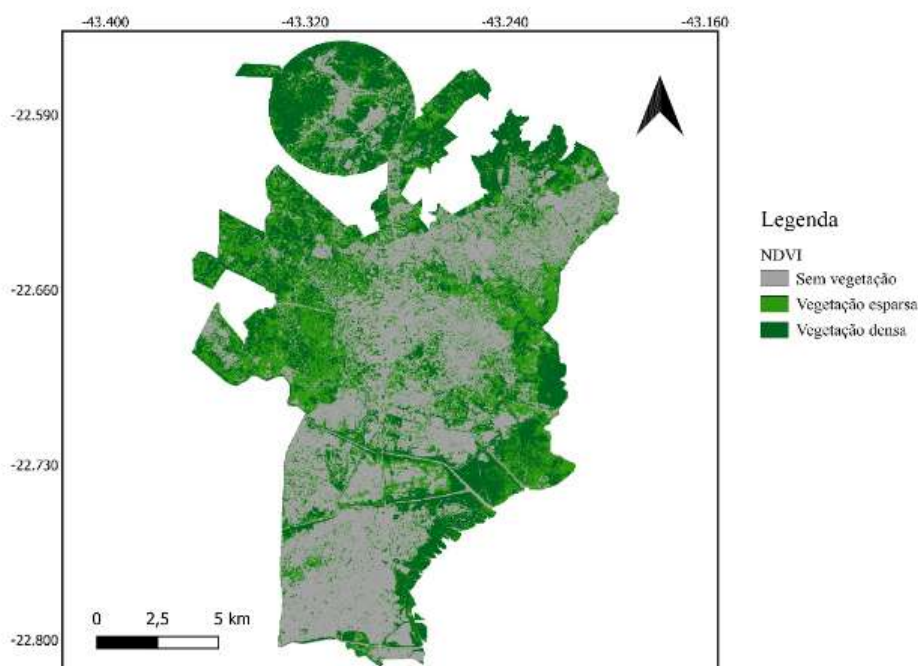 -43.400 -43.320 -43.240 -43.160
-22.590
-22.660
-22.730
-22.800
0 2,5 5 km
Legenda
NDVI
Sem vegetação
Vegetação esparsa
Vegetação densa